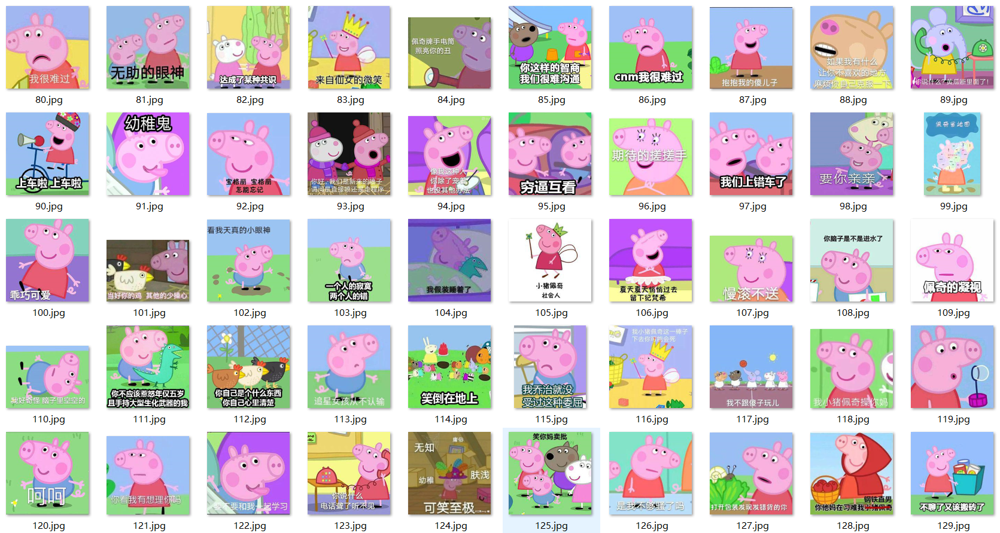 我很难过
无助的眼神
达成了某种共识
来自仙女的微笑
佩奇牌手电筒
照亮你的丑
你这样的智商
我们很难沟通
cnm我很难过
抱抱我的傻儿子
如果我有什么
让你不喜欢的地方
麻烦你自己克服一下
你说什么？黄瓜断里面了！
80.jpg
81.jpg
82.jpg
83.jpg
84.jpg
85.jpg
86.jpg
87.jpg
88.jpg
89.jpg
上车啦 上车啦
幼稚鬼
宝格丽 宝格丽
怎能忘记
你好，我们是新来的喷子
请问是直接喷还是走程序
像我这种人
你除了宠着
也没其他办法
穷逼互看
期待的搓搓手
我们上错车了
要你亲亲
佩奇省地图
90.jpg
91.jpg
92.jpg
93.jpg
94.jpg
95.jpg
96.jpg
97.jpg
98.jpg
99.jpg
乖巧可爱
当好你的鸡 其他的少操心
看我天真的小眼神
一个人的寂寞
两个人的错
我假装睡着了
小猪佩奇
社会人
夏天夏天悄悄过去
留下纪梵希
慢滚不送
你脑子是不是进水了
佩奇的凝视
100.jpg
101.jpg
102.jpg
103.jpg
104.jpg
105.jpg
106.jpg
107.jpg
108.jpg
109.jpg
我好奇怪 脑子里空空的
你不应该惹怒年仅五岁
且手持大型生化武器的我
你自己是个什么东西
你自己心里清楚
追星女孩从不认输
笑倒在地上
我乔治就没
受过这种委屈
我小猪佩奇这一棒子
下去你可能会死
我不跟傻子玩儿
我小猪佩奇操你妈
110.jpg
111.jpg
112.jpg
113.jpg
114.jpg
115.jpg
116.jpg
117.jpg
118.jpg
119.jpg
呵呵
你看我有想理你吗
要不要和我一起学习
你说什么
电话聋了听不见
无知
庸俗
幼稚
肤浅
可笑至极
笑你妈卖批
是我不够骚了吗
打开包装发现发错货的你
钢铁直男
你他妈在刁难我小猪佩奇
不聊了又该搬砖了
120.jpg
121.jpg
122.jpg
123.jpg
124.jpg
125.jpg
126.jpg
127.jpg
128.jpg
129.jpg